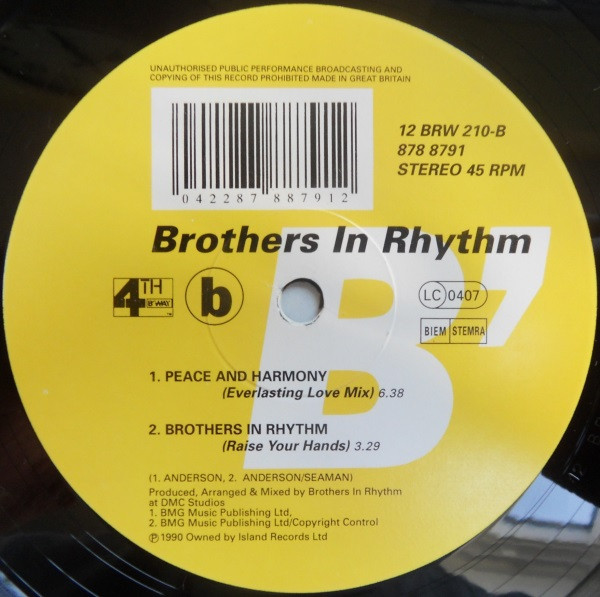 UNAUTHORISED PUBLIC PERFORMANCE BROADCASTING AND
COPYING OF THIS RECORD PROHIBITED MADE IN GREAT BRITAIN
042287 887912
12 BRW 210-B
878 8791
STEREO 45 RPM
Brothers In Rhythm
4TH
B'WAY
TM
b
B'
LC 0407
BIEM STEMRA
1. PEACE AND HARMONY
(Everlasting Love Mix) 6.38
2. BROTHERS IN RHYTHM
(Raise Your Hands) 3.29
(1. ANDERSON, 2. ANDERSON/SEAMAN)
Produced, Arranged & Mixed by Brothers In Rhythm
at DMC Studios
1. BMG Music Publishing Ltd,
2. BMG Music Publishing Ltd/Copyright Control
℗ 1990 Owned by Island Records Ltd